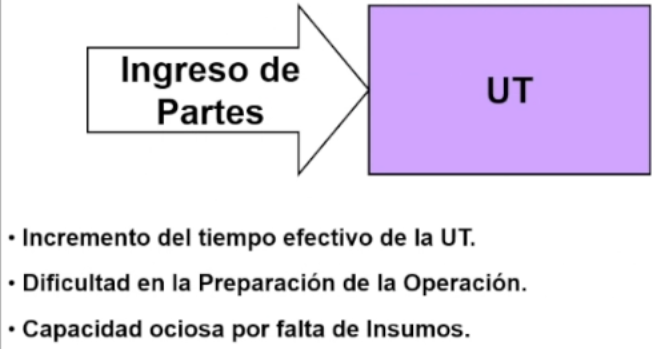 Ingreso de
Partes
UT
• Incremento del tiempo efectivo de la UT.
• Dificultad en la Preparación de la Operación.
• Capacidad ociosa por falta de Insumos.